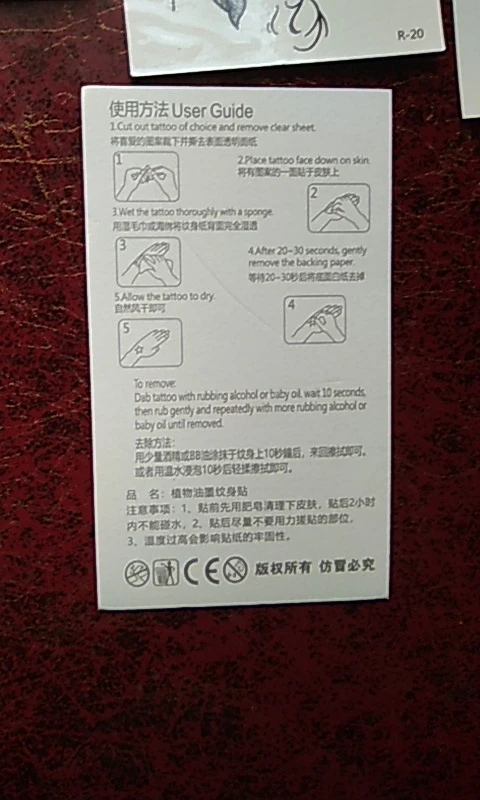 R-20
使用方法 User Guide
1.Cut out tattoo of choice and remove clear sheet.
将喜爱的图案裁下并撕去表面透明面纸
1
2.Place tattoo face down on skin.
将有图案的一面贴于皮肤上
2
3.Wet the tattoo thoroughly with a sponge.
用湿毛巾或海绵将纹身纸背面完全湿透
3
4.After 20-30 seconds, gently
remove the backing paper.
等待20-30秒后将底面白纸去掉
4
5.Allow the tattoo to dry.
自然风干即可
5
To remove:
Dab tattoo with rubbing alcohol or baby oil. wait 10 seconds,
then rub gently and repeatedly with more rubbing alcohol or
baby oil until removed.
去除方法:
用少量酒精或BB油涂抹于纹身上10秒鐘后，来回擦拭即可。
或者用温水浸泡10秒后轻揉擦拭即可。
品 名：植物油墨纹身贴
注意事项：1、贴前先用肥皂清理下皮肤，贴后2小时
内不能碰水，2、贴后尽量不要用力搓贴的部位，
3、温度过高会影响贴纸的牢固性。
CE 版权所有 仿冒必究